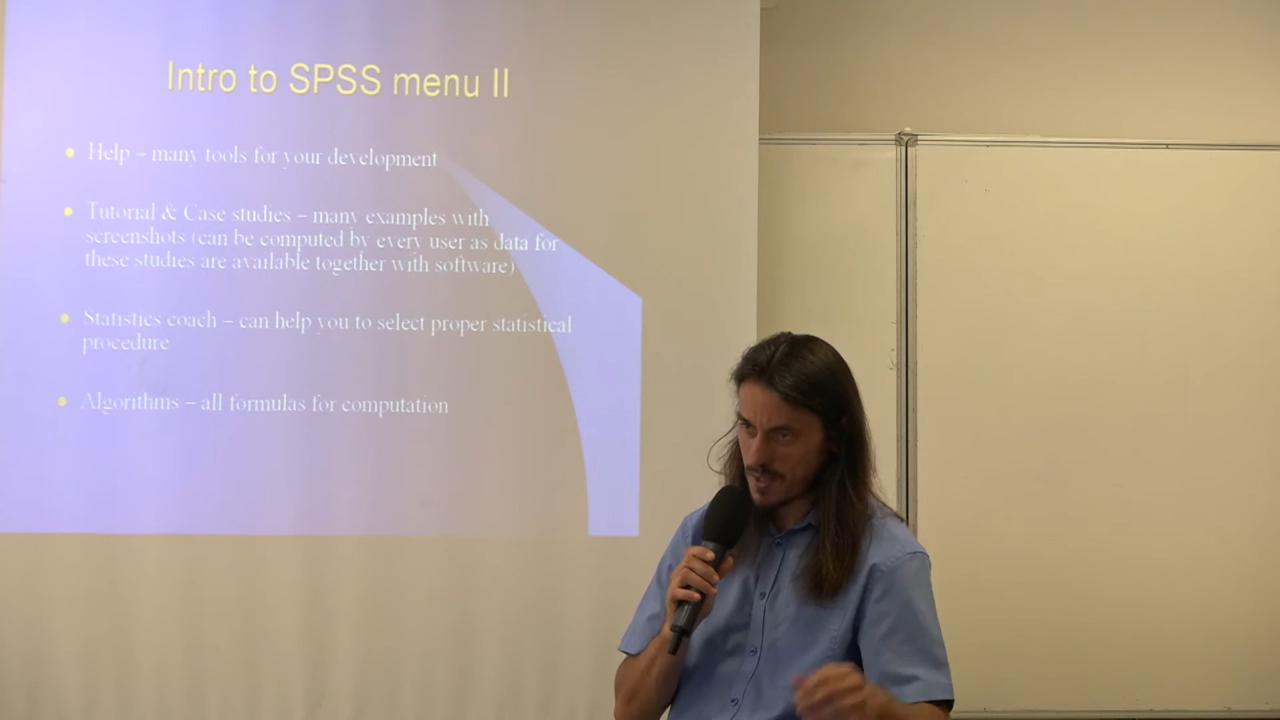 Intro to SPSS menu II
Help – many tools for your development
Tutorial & Case studies – many examples with
screenshots (can be computed by every user as data for
these studies are available together with software)
Statistics coach – can help you to select proper statistical
procedure
Algorithms – all formulas for computation